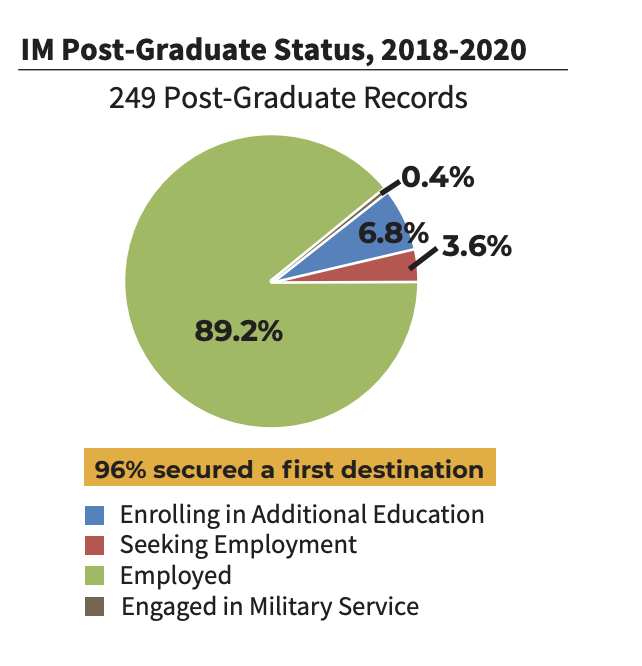 IM Post-Graduate Status, 2018-2020
249 Post-Graduate Records
0.4%
6.8%
3.6%
89.2%
96% secured a first destination
Enrolling in Additional Education
Seeking Employment
Employed
Engaged in Military Service